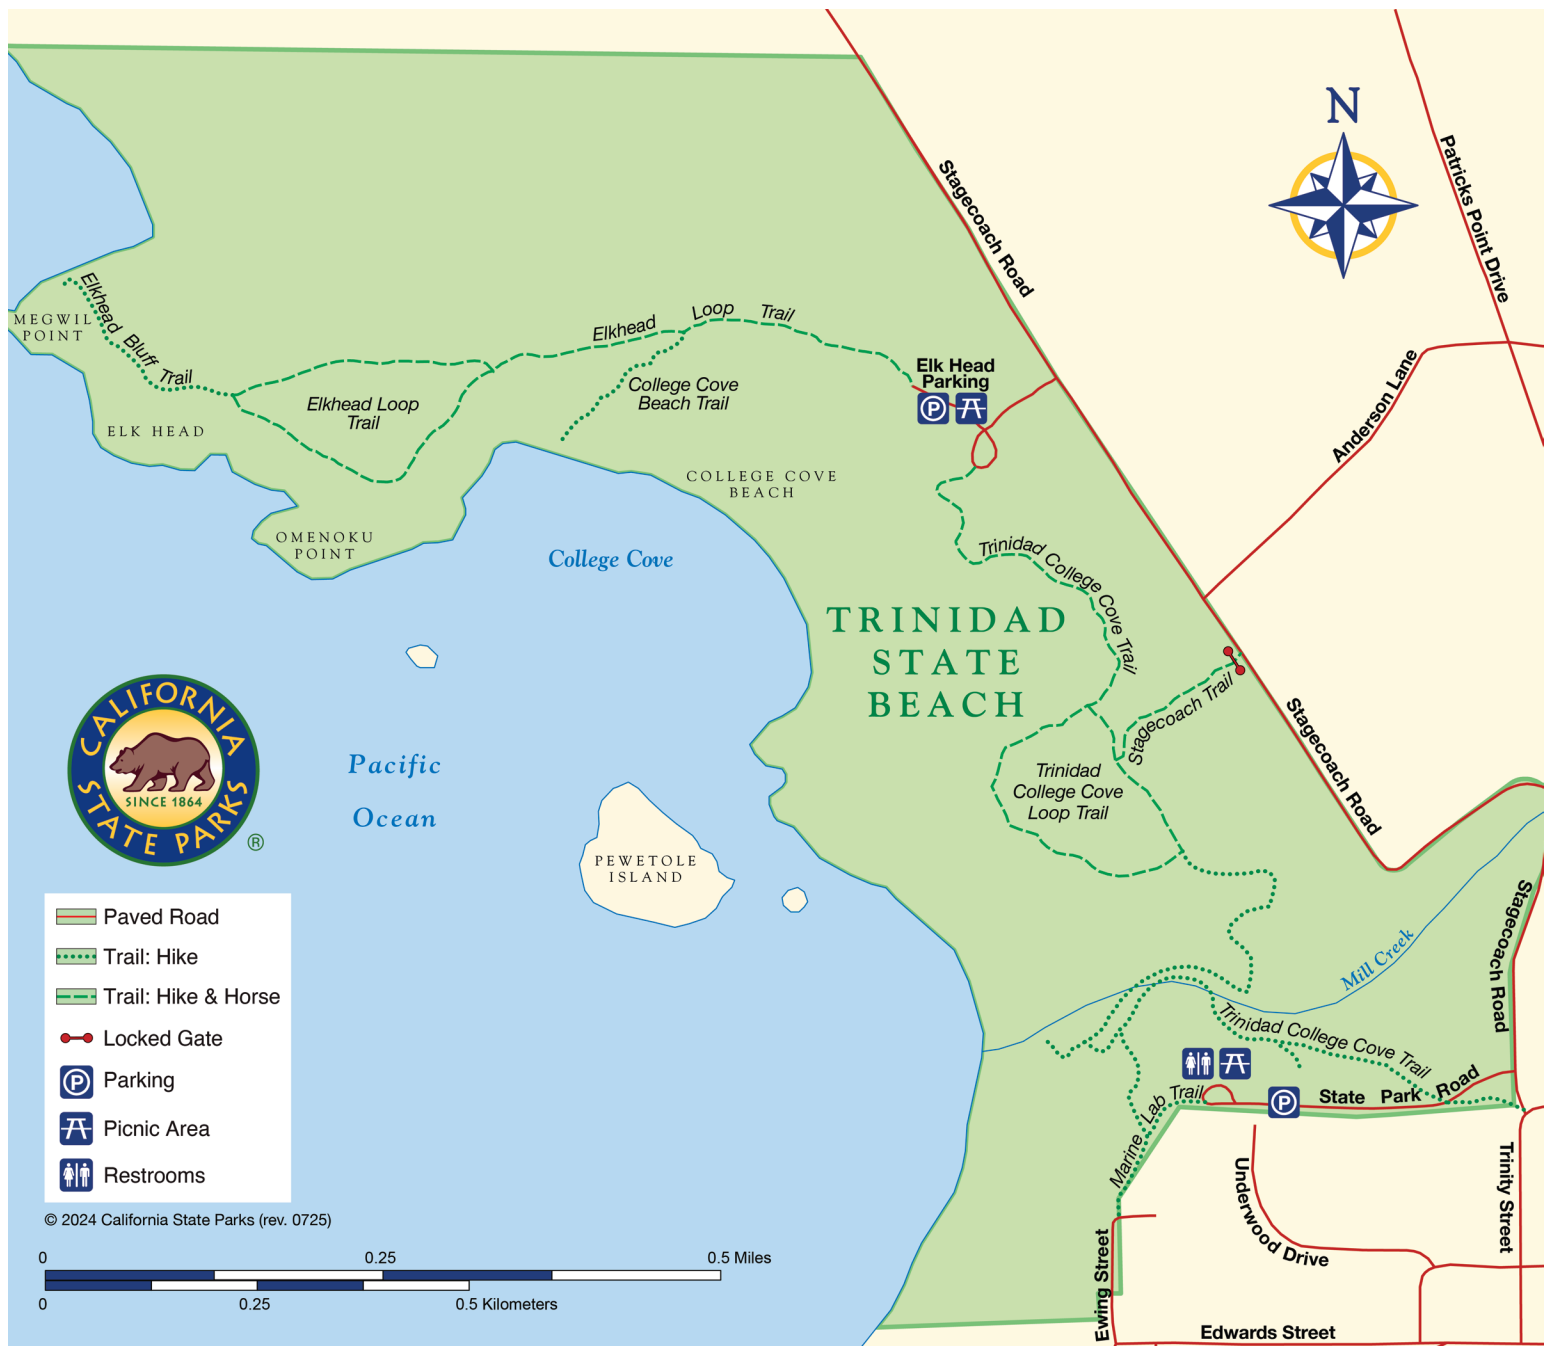 N
Patricks Point Drive
Stagecoach Road
Elkhead Bluff Trail
MEGWIL
POINT
Elkhead Loop Trail
Elk Head
Parking
P
Anderson Lane
College Cove
Beach Trail
Elkhead Loop
Trail
ELK HEAD
COLLEGE COVE
BEACH
OMENOKU
POINT
College Cove
Trinidad College Cove Trail
TRINIDAD
STATE
BEACH
Stagecoach Trail
Stagecoach Road
CALIFORNIA
SINCE 1864
STATE PARKS
®
Pacific
Ocean
Trinidad
College Cove
Loop Trail
PEWETOLE
ISLAND
Stagecoach Road
Mill Creek
Trinidad College Cove Trail
State Park Road
P
Marine Lab Trail
Underwood Drive
Trinity Street
Ewing Street
Edwards Street
Paved Road
Trail: Hike
Trail: Hike & Horse
Locked Gate
P Parking
Picnic Area
Restrooms
© 2024 California State Parks (rev. 0725)
0 0.25 0.5 Miles
0 0.25 0.5 Kilometers